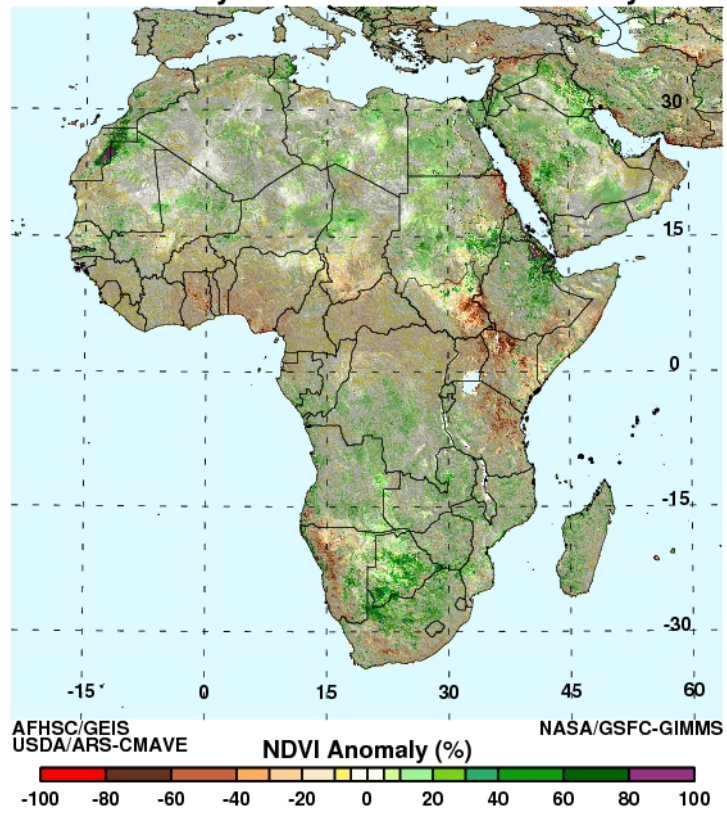 30
15
0
-15
-30
-15 0 15 30 45 60
AFHSC/GEIS NASA/GSFC-GIMMS
USDA/ARS-CMAVE
NDVI Anomaly (%)
-100 -80 -60 -40 -20 0 20 40 60 80 100